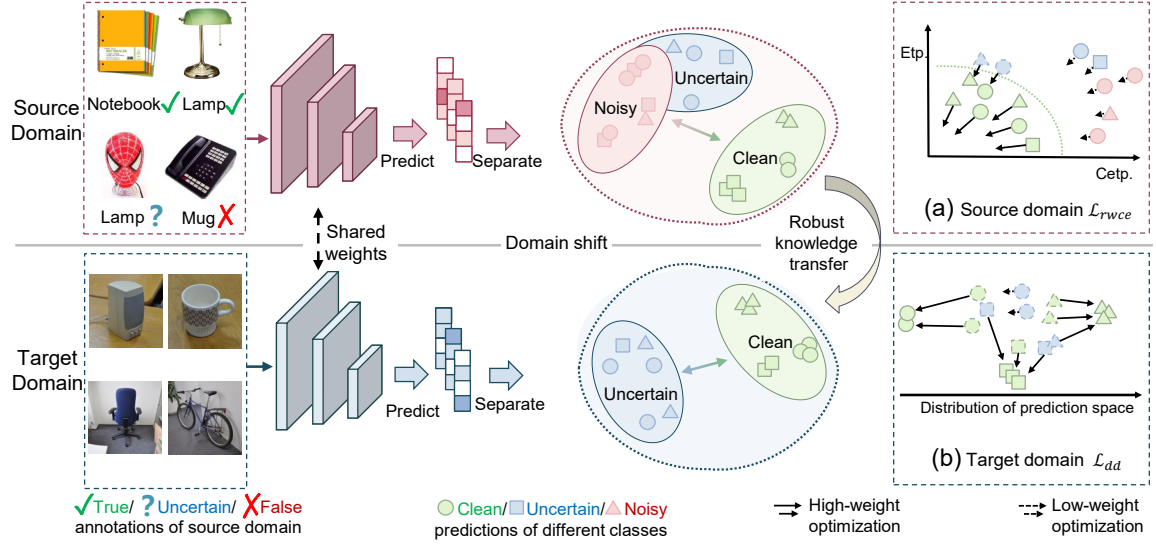 Source
Domain
Notebook ✓ Lamp ✓
Lamp ? Mug ✗
Predict
Separate
Noisy
Uncertain
Clean
Etp.
Cetp.
(a) Source domain ℒ_rwce
Shared
weights
Domain shift
Robust
knowledge
transfer
Target
Domain
Predict
Separate
Uncertain
Clean
Distribution of prediction space
(b) Target domain ℒ_dd
✓True/ ?Uncertain/ ✗False
annotations of source domain
Clean/ Uncertain/ Noisy
predictions of different classes
High-weight
optimization
Low-weight
optimization